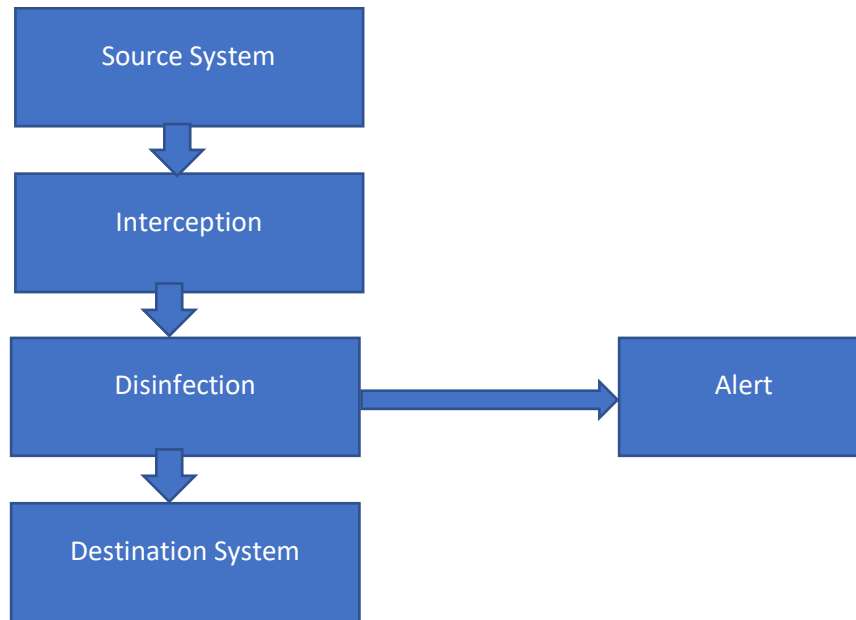 Source System
Interception
Disinfection
Alert
Destination System